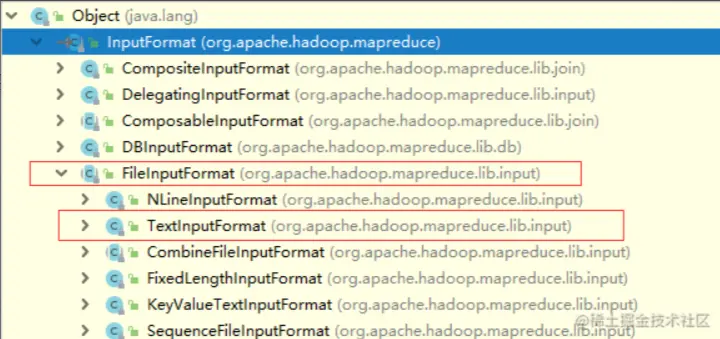 Object (java.lang)
InputFormat (org.apache.hadoop.mapreduce)
CompositeInputFormat (org.apache.hadoop.mapreduce.lib.join)
DelegatingInputFormat (org.apache.hadoop.mapreduce.lib.input)
ComposableInputFormat (org.apache.hadoop.mapreduce.lib.join)
DBInputFormat (org.apache.hadoop.mapreduce.lib.db)
FileInputFormat (org.apache.hadoop.mapreduce.lib.input)
NLineInputFormat (org.apache.hadoop.mapreduce.lib.input)
TextInputFormat (org.apache.hadoop.mapreduce.lib.input)
CombineFileInputFormat (org.apache.hadoop.mapreduce.lib.input)
FixedLengthInputFormat (org.apache.hadoop.mapreduce.lib.input)
KeyValueTextInputFormat (org.apache.hadoop.mapreduce.lib.input)
SequenceFileInputFormat (org.apache.hadoop.mapreduce.lib.input)
@稀土掘金技术社区